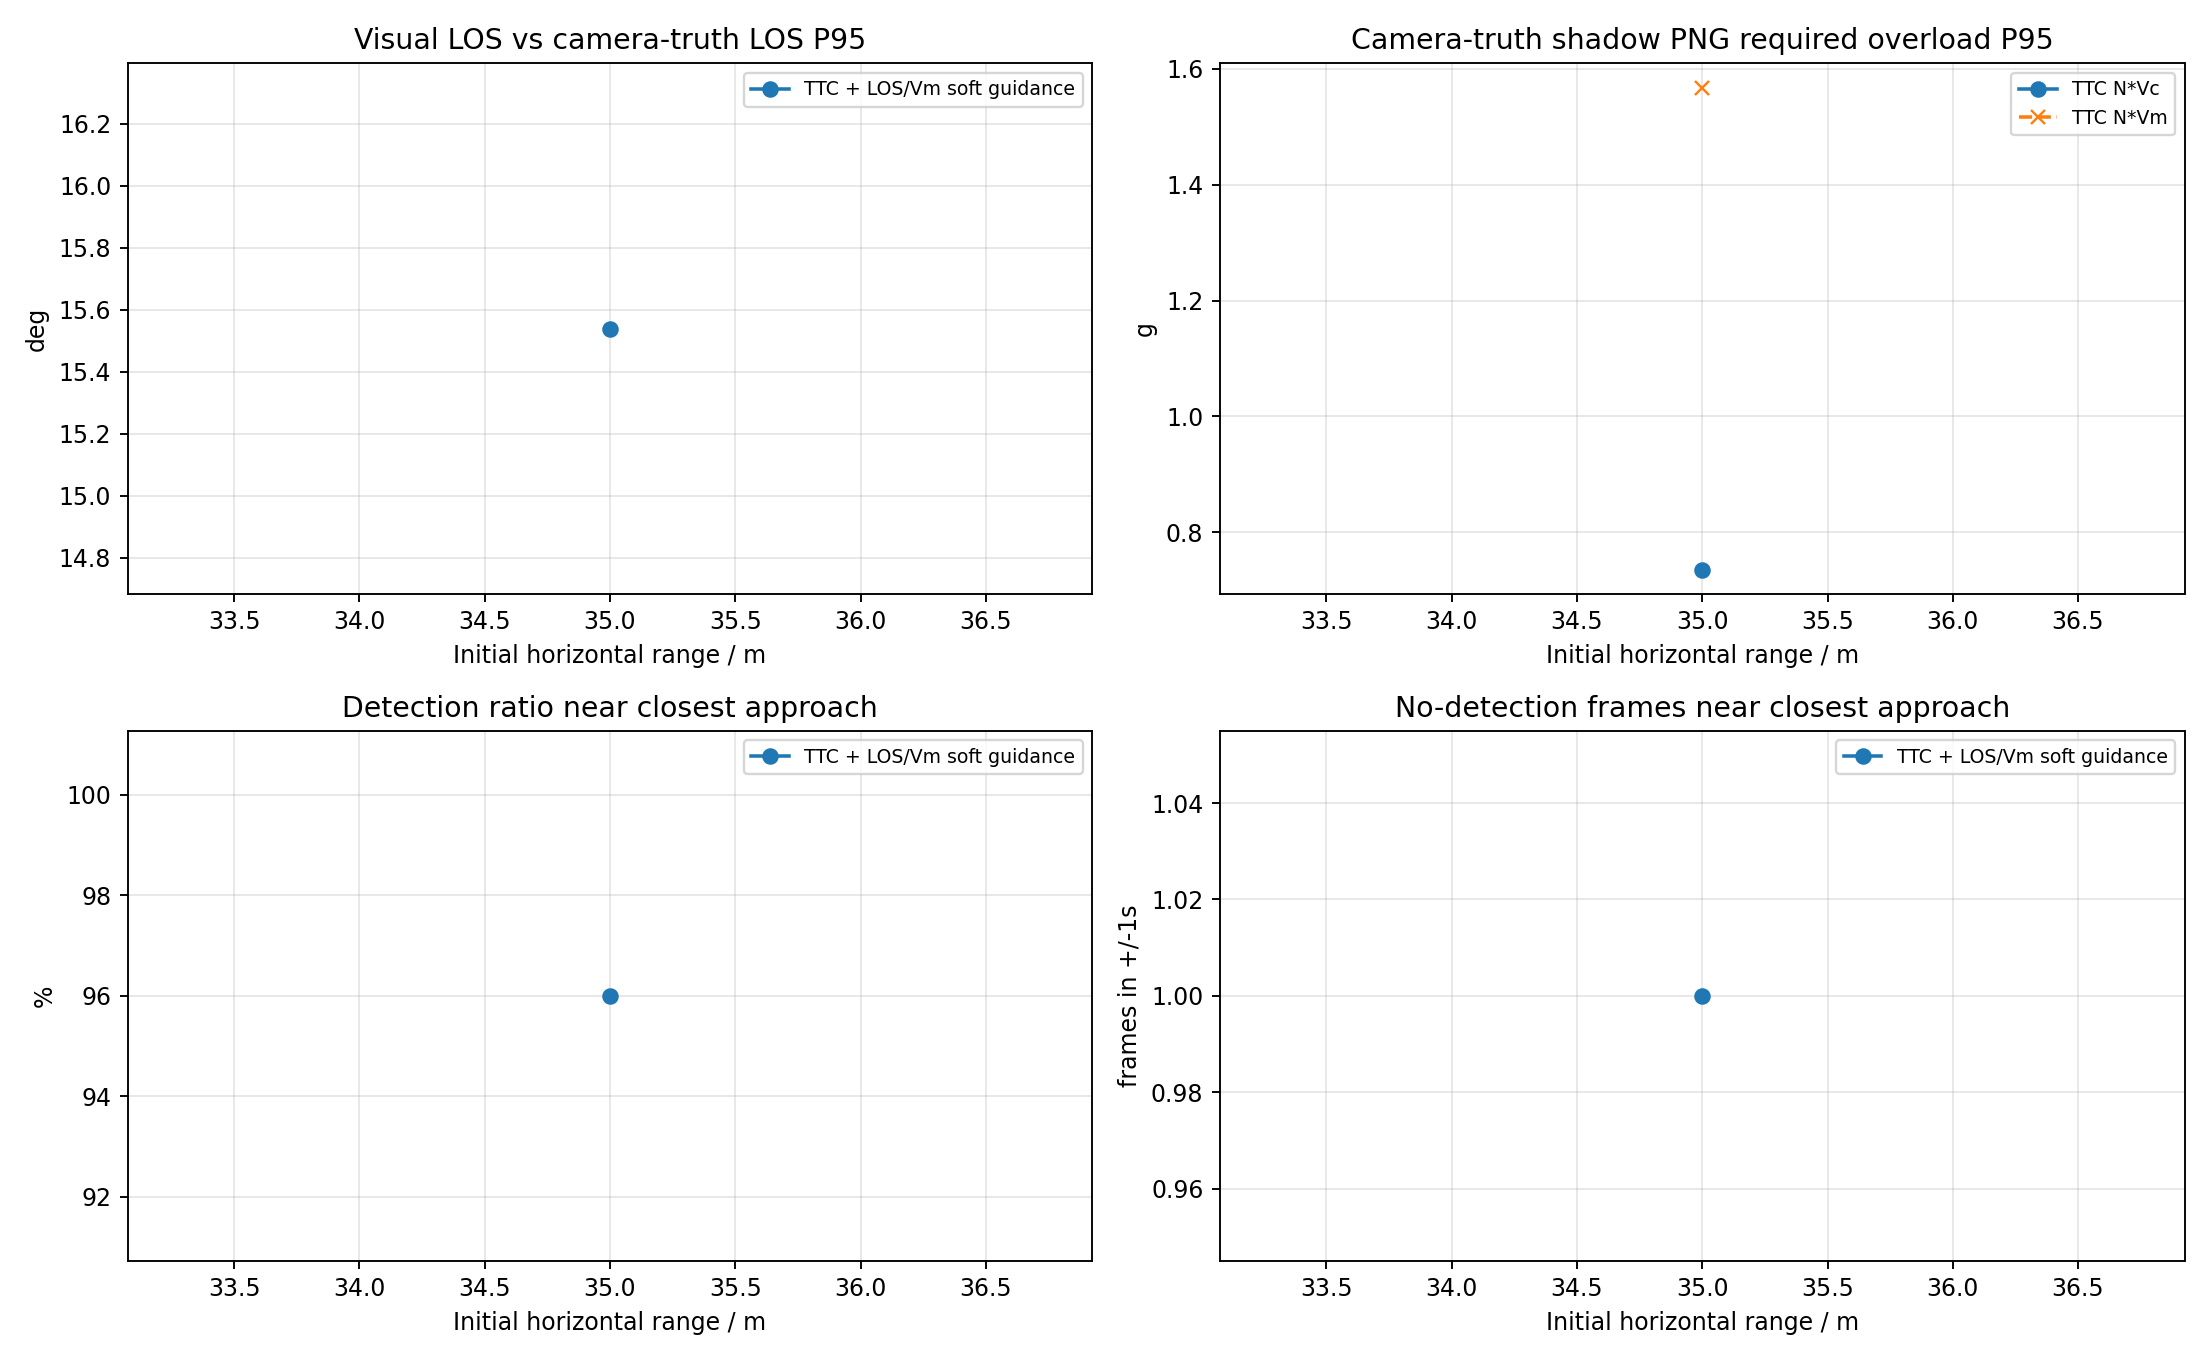 Visual LOS vs camera-truth LOS P95
TTC + LOS/Vm soft guidance
16.2
16.0
15.8
15.6
15.4
15.2
15.0
14.8
deg
33.5 34.0 34.5 35.0 35.5 36.0 36.5
Initial horizontal range / m
Camera-truth shadow PNG required overload P95
TTC N*Vc
TTC N*Vm
1.6
1.4
1.2
1.0
0.8
g
33.5 34.0 34.5 35.0 35.5 36.0 36.5
Initial horizontal range / m
Detection ratio near closest approach
TTC + LOS/Vm soft guidance
100
98
96
94
92
%
33.5 34.0 34.5 35.0 35.5 36.0 36.5
Initial horizontal range / m
No-detection frames near closest approach
TTC + LOS/Vm soft guidance
1.04
1.02
1.00
0.98
0.96
frames in +/-1s
33.5 34.0 34.5 35.0 35.5 36.0 36.5
Initial horizontal range / m